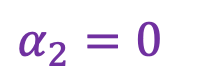 α₂ = 0